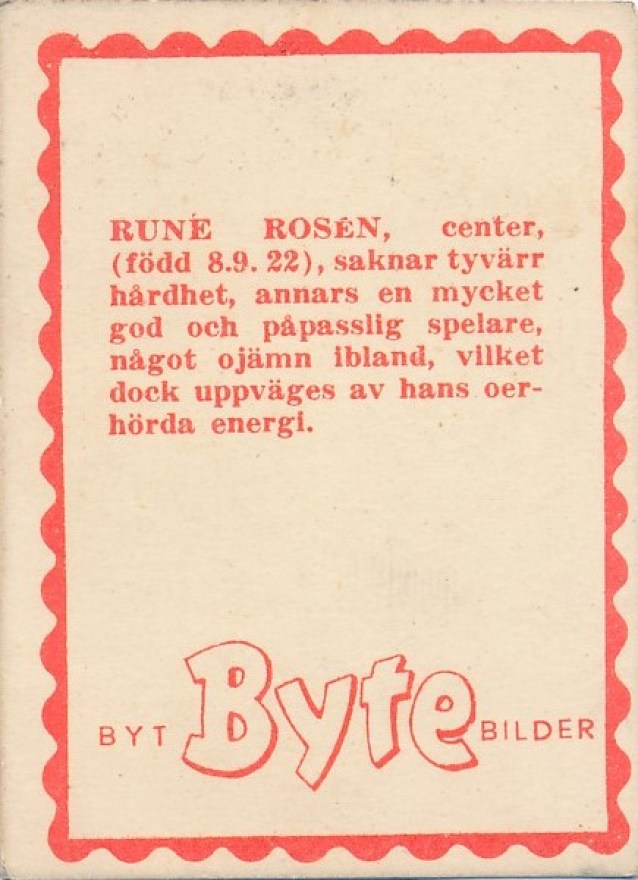 RUNE ROSÉN, center,
(född 8.9. 22), saknar tyvärr
hårdhet, annars en mycket
god och påpasslig spelare,
något ojämn ibland, vilket
dock uppväges av hans oer-
hörda energi.
BYT Byte BILDER